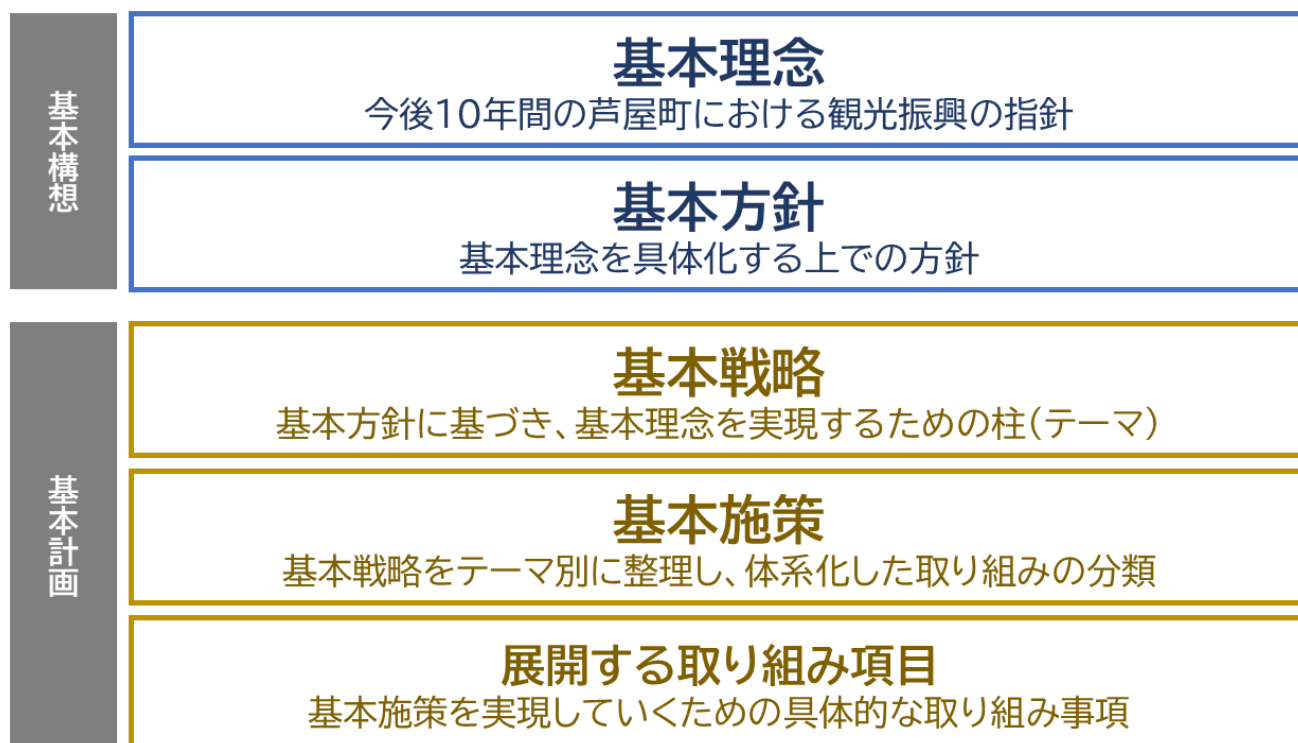 基本構想
基本理念
今後10年間の芦屋町における観光振興の指針
基本方針
基本理念を具体化する上での方針
基本計画
基本戦略
基本方針に基づき、基本理念を実現するための柱（テーマ）
基本施策
基本戦略をテーマ別に整理し、体系化した取り組みの分類
展開する取り組み項目
基本施策を実現していくための具体的な取り組み事項